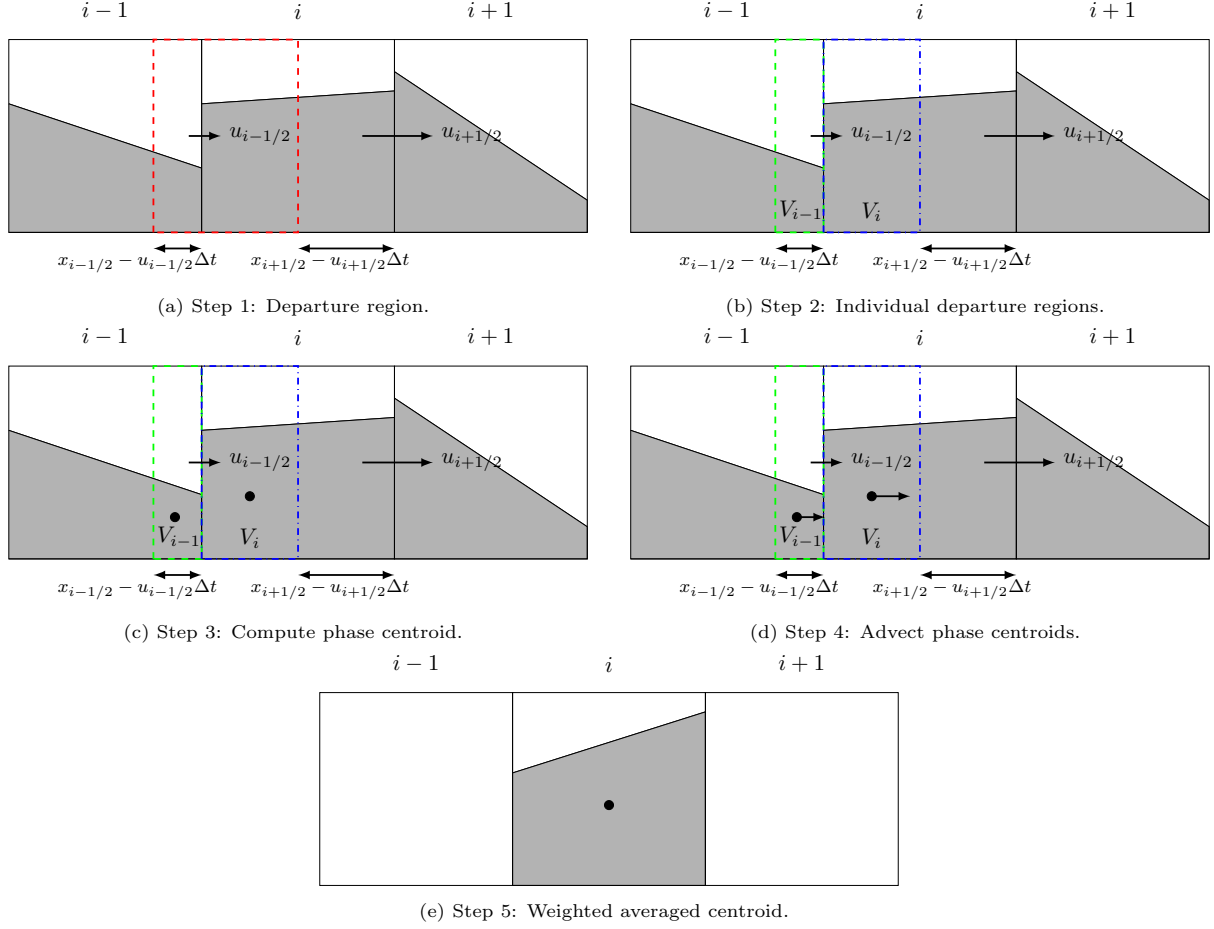 i − 1 i i + 1
u_{i−1/2} u_{i+1/2}
x_{i−1/2} − u_{i−1/2}Δt x_{i+1/2} − u_{i+1/2}Δt
(a) Step 1: Departure region.
i − 1 i i + 1
u_{i−1/2} u_{i+1/2}
V_{i−1} V_i
x_{i−1/2} − u_{i−1/2}Δt x_{i+1/2} − u_{i+1/2}Δt
(b) Step 2: Individual departure regions.
i − 1 i i + 1
u_{i−1/2} u_{i+1/2}
V_{i−1} V_i
x_{i−1/2} − u_{i−1/2}Δt x_{i+1/2} − u_{i+1/2}Δt
(c) Step 3: Compute phase centroid.
i − 1 i i + 1
u_{i−1/2} u_{i+1/2}
V_{i−1} V_i
x_{i−1/2} − u_{i−1/2}Δt x_{i+1/2} − u_{i+1/2}Δt
(d) Step 4: Advect phase centroids.
i − 1 i i + 1
(e) Step 5: Weighted averaged centroid.